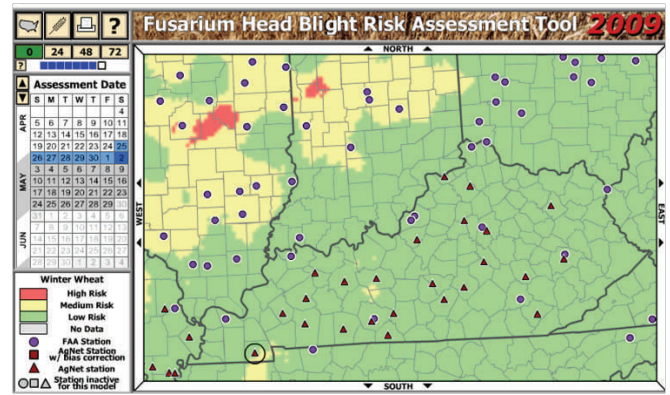 ?
Fusarium Head Blight Risk Assessment Tool 2009
0 24 48 72
?
Assessment Date
S M T W T F S
APR
4
5 6 7 8 9 10 11
12 13 14 15 16 17 18
19 20 21 22 23 24 25
26 27 28 29 30 1 2
MAY
3 4 5 6 7 8 9
10 11 12 13 14 15 16
17 18 19 20 21 22 23
24 25 26 27 28 29 30
JUN
31 1 2 3 4 5 6
7 8 9 10 11 12 13
14 15 16 17 18 19 20
21 22 23 24 25 26 27
28 29 30
Winter Wheat
High Risk
Medium Risk
Low Risk
No Data
FAA Station
AgNet Station
w/ bias correction
AgNet station
Station inactive
for this model
NORTH
WEST
EAST
SOUTH